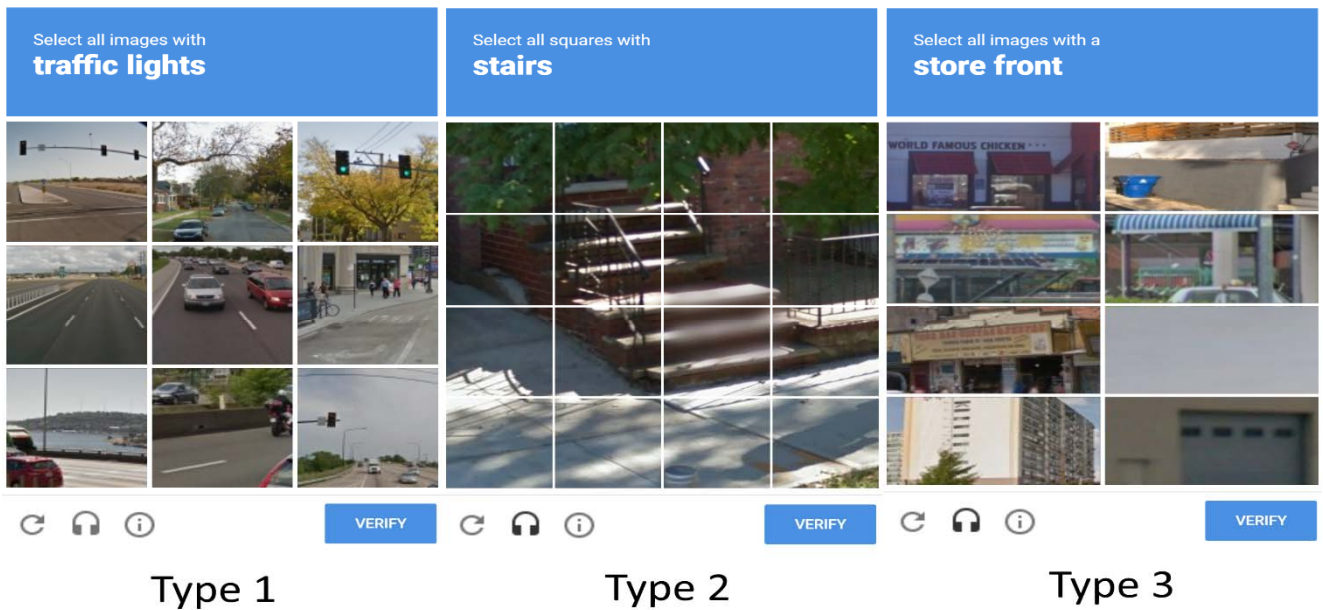 Select all images with
traffic lights
VERIFY
Type 1
Select all squares with
stairs
VERIFY
Type 2
Select all images with a
store front
WORLD FAMOUS CHICKEN
VERIFY
Type 3